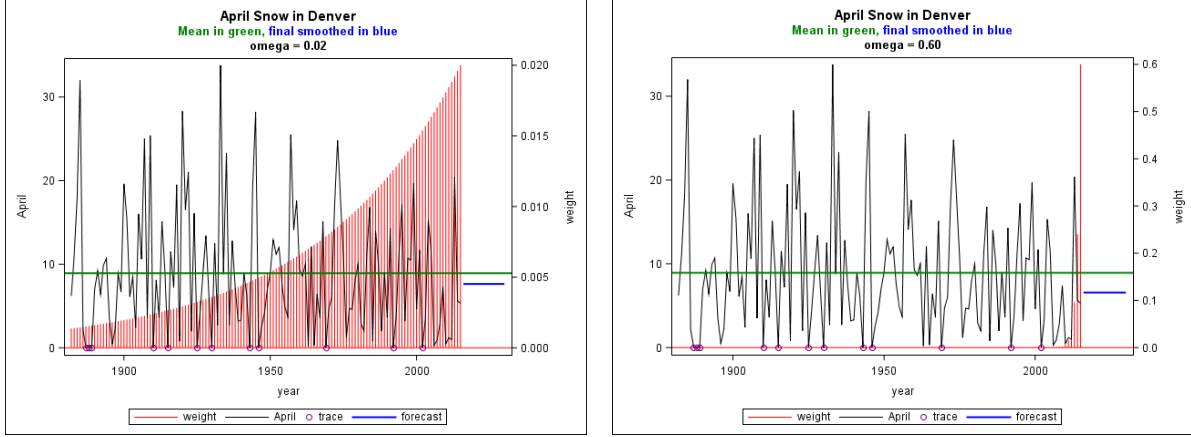 April Snow in Denver
Mean in green, final smoothed in blue
omega = 0.02
30
20
10
0
April
0.020
0.015
0.010
0.005
0.000
weight
1900
1950
2000
year
weight April trace forecast
April Snow in Denver
Mean in green, final smoothed in blue
omega = 0.60
30
20
10
0
April
0.6
0.5
0.4
0.3
0.2
0.1
0.0
weight
1900
1950
2000
year
weight April trace forecast